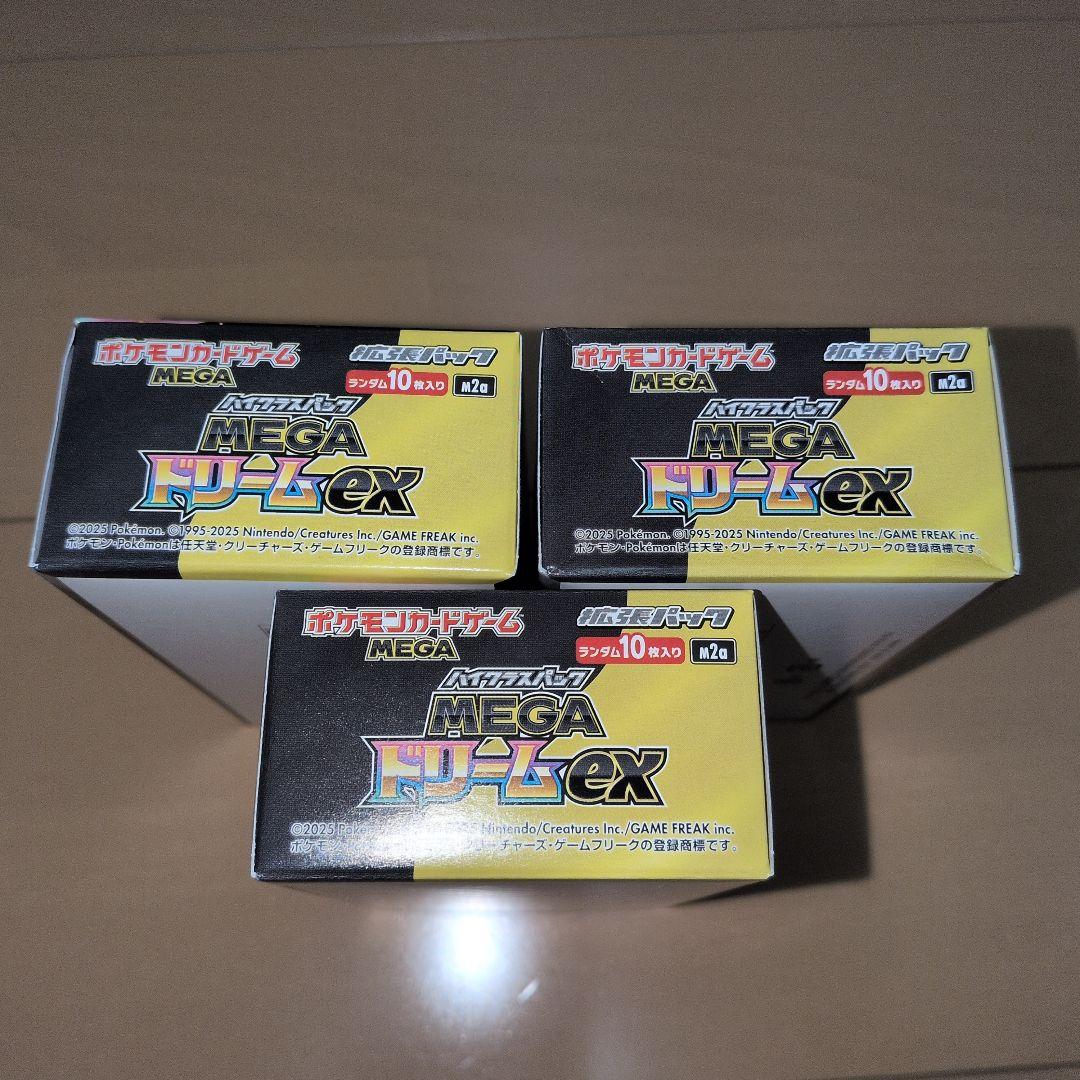 ポケモンカードゲーム
MEGA
拡張パック
ランダム10枚入り
M2a
ハイクラスパック
MEGA
ドリームex
©2025 Pokémon. ©1995-2025 Nintendo/Creatures Inc./GAME FREAK inc.
ポケモン・Pokémonは任天堂・クリーチャーズ・ゲームフリークの登録商標です。
ポケモンカードゲーム
MEGA
拡張パック
ランダム10枚入り
M2a
ハイクラスパック
MEGA
ドリームex
©2025 Pokémon. ©1995-2025 Nintendo/Creatures Inc./GAME FREAK inc.
ポケモン・Pokémonは任天堂・クリーチャーズ・ゲームフリークの登録商標です。
ポケモンカードゲーム
MEGA
拡張パック
ランダム10枚入り
M2a
ハイクラスパック
MEGA
ドリームex
©2025 Nintendo/Creatures Inc./GAME FREAK inc.
ポケモン・クリーチャーズ・ゲームフリークの登録商標です。